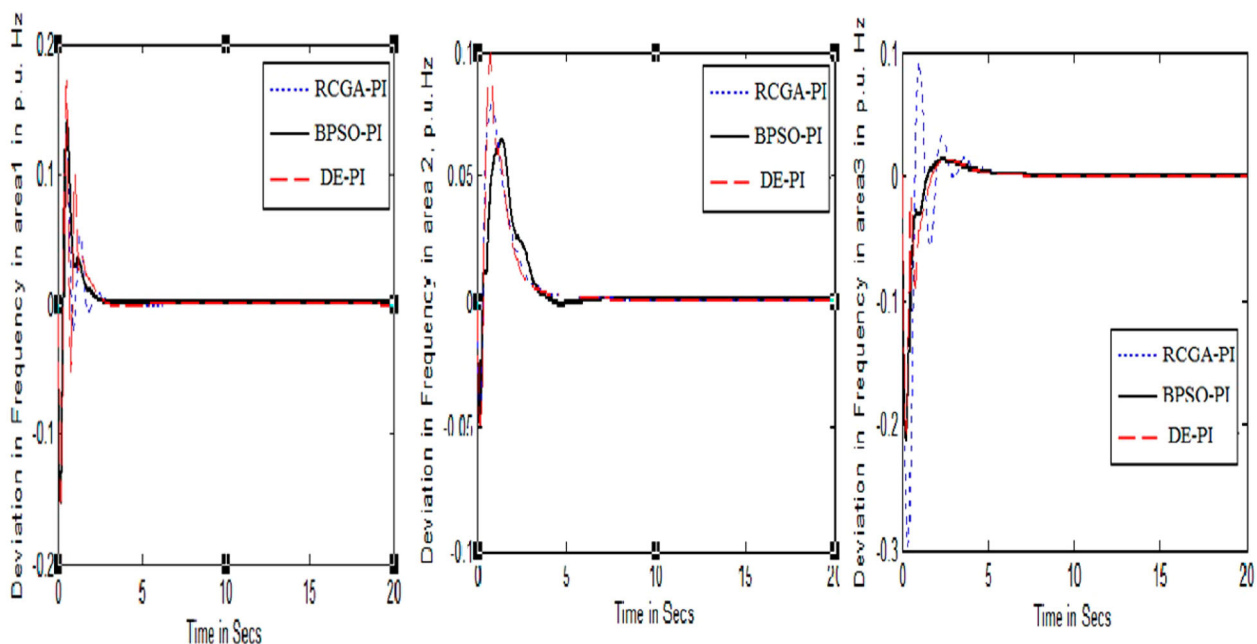 Deviation in Frequency in area1 in p.u. Hz
0.2
0.1
0
-0.1
-0.2
RCGA-PI
BPSO-PI
DE-PI
0
5
10
15
20
Time in Secs
Deviation in Frequency in area 2, p.u.Hz
0.1
0.05
0
-0.05
-0.1
RCGA-PI
BPSO-PI
DE-PI
0
5
10
15
20
Time in Secs
Deviation in Frequency in area3 in p.u. Hz
0.1
0
-0.1
-0.2
-0.3
RCGA-PI
BPSO-PI
DE-PI
0
5
10
15
20
Time in Secs